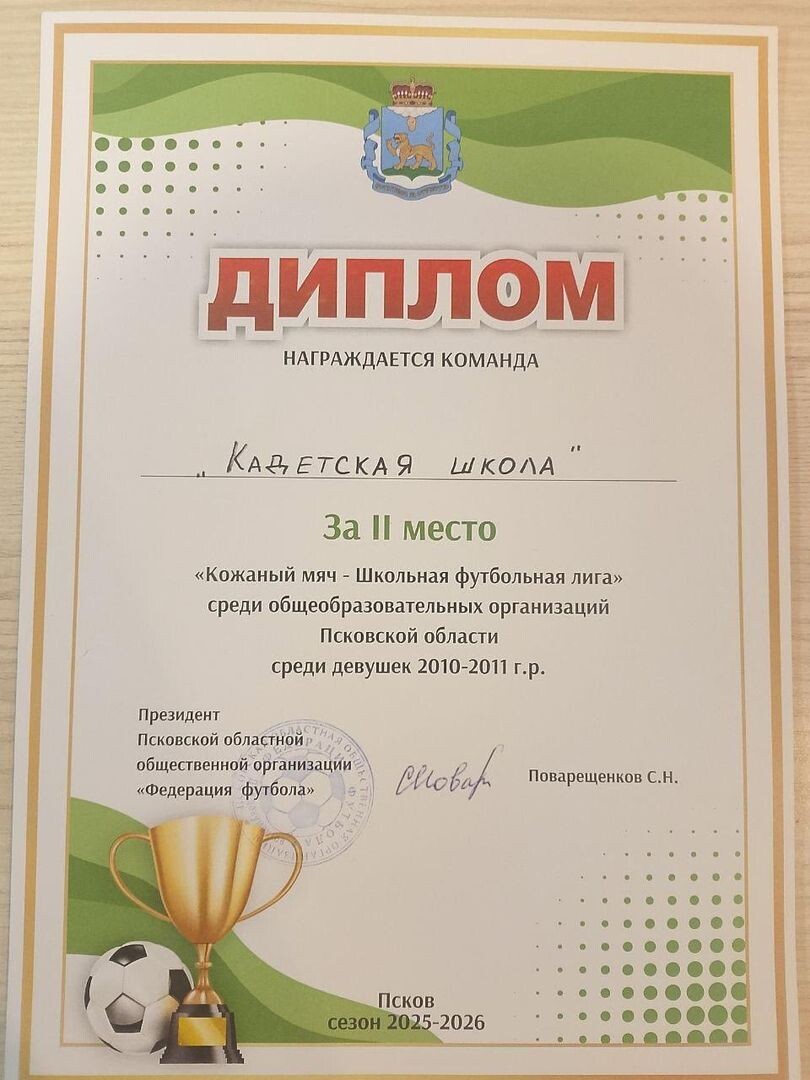 ДИПЛОМ
НАГРАЖДАЕТСЯ КОМАНДА
„Кадетская школа"
За II место
«Кожаный мяч - Школьная футбольная лига»
среди общеобразовательных организаций
Псковской области
среди девушек 2010-2011 г.р.
Президент
Псковской областной
общественной организации
«Федерация футбола»
Поварещенков С.Н.
Псков
сезон 2025-2026